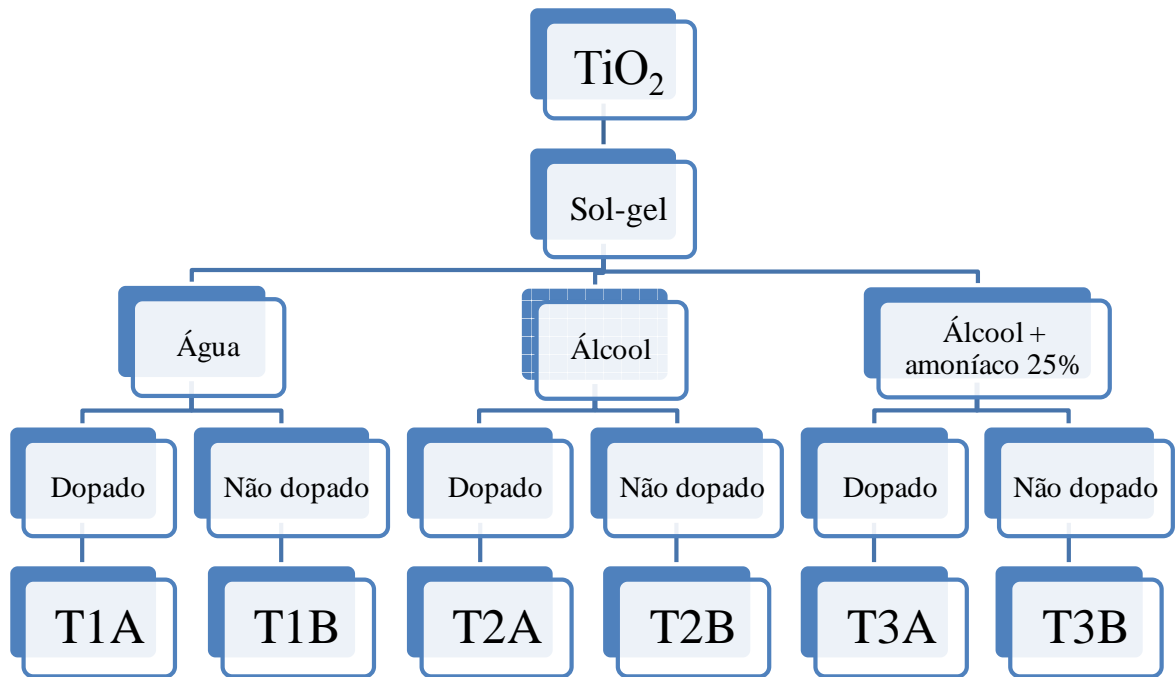 TiO₂
Sol-gel
Água
Álcool
Álcool +
amoníaco 25%
Dopado
Não dopado
Dopado
Não dopado
Dopado
Não dopado
T1A
T1B
T2A
T2B
T3A
T3B